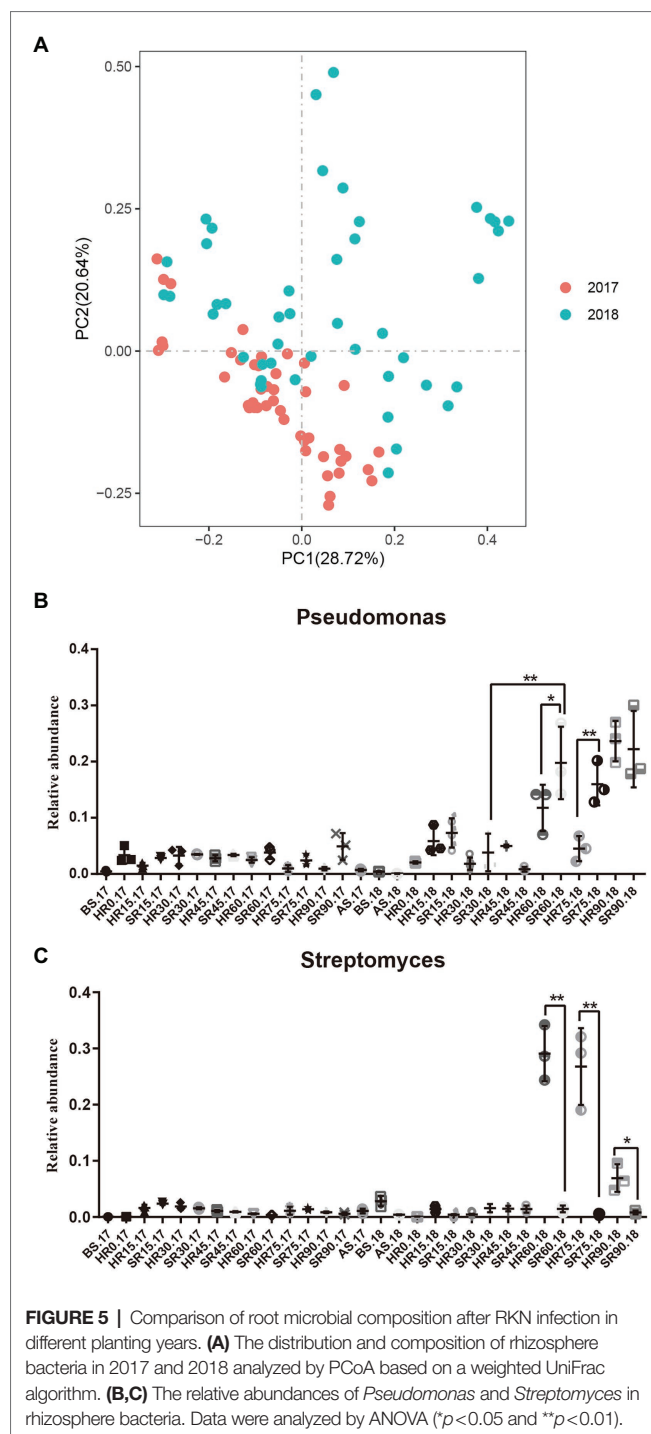 A
0.50
0.25
0.00
−0.25
PC2(20.64%)
−0.2
0.0
0.2
0.4
PC1(28.72%)
2017
2018
B
Pseudomonas
**
*
**
0.4
0.3
0.2
0.1
0.0
Relative abundance
BS.17
HR0.17
HR15.17
SR15.17
HR30.17
SR30.17
HR45.17
SR45.17
HR60.17
SR60.17
HR75.17
SR75.17
HR90.17
SR90.17
AS.17
BS.18
AS.18
HR0.18
HR15.18
SR15.18
HR30.18
SR30.18
HR45.18
SR45.18
HR60.18
SR60.18
HR75.18
SR75.18
HR90.18
SR90.18
C
Streptomyces
**
**
*
0.4
0.3
0.2
0.1
0.0
Relative abundance
BS.17
HR0.17
HR15.17
SR15.17
HR30.17
SR30.17
HR45.17
SR45.17
HR60.17
SR60.17
HR75.17
SR75.17
HR90.17
SR90.17
AS.17
BS.18
AS.18
HR0.18
HR15.18
SR15.18
HR30.18
SR30.18
HR45.18
SR45.18
HR60.18
SR60.18
HR75.18
SR75.18
HR90.18
SR90.18
FIGURE 5 | Comparison of root microbial composition after RKN infection in
different planting years. (A) The distribution and composition of rhizosphere
bacteria in 2017 and 2018 analyzed by PCoA based on a weighted UniFrac
algorithm. (B,C) The relative abundances of Pseudomonas and Streptomyces in
rhizosphere bacteria. Data were analyzed by ANOVA (*p<0.05 and **p<0.01).